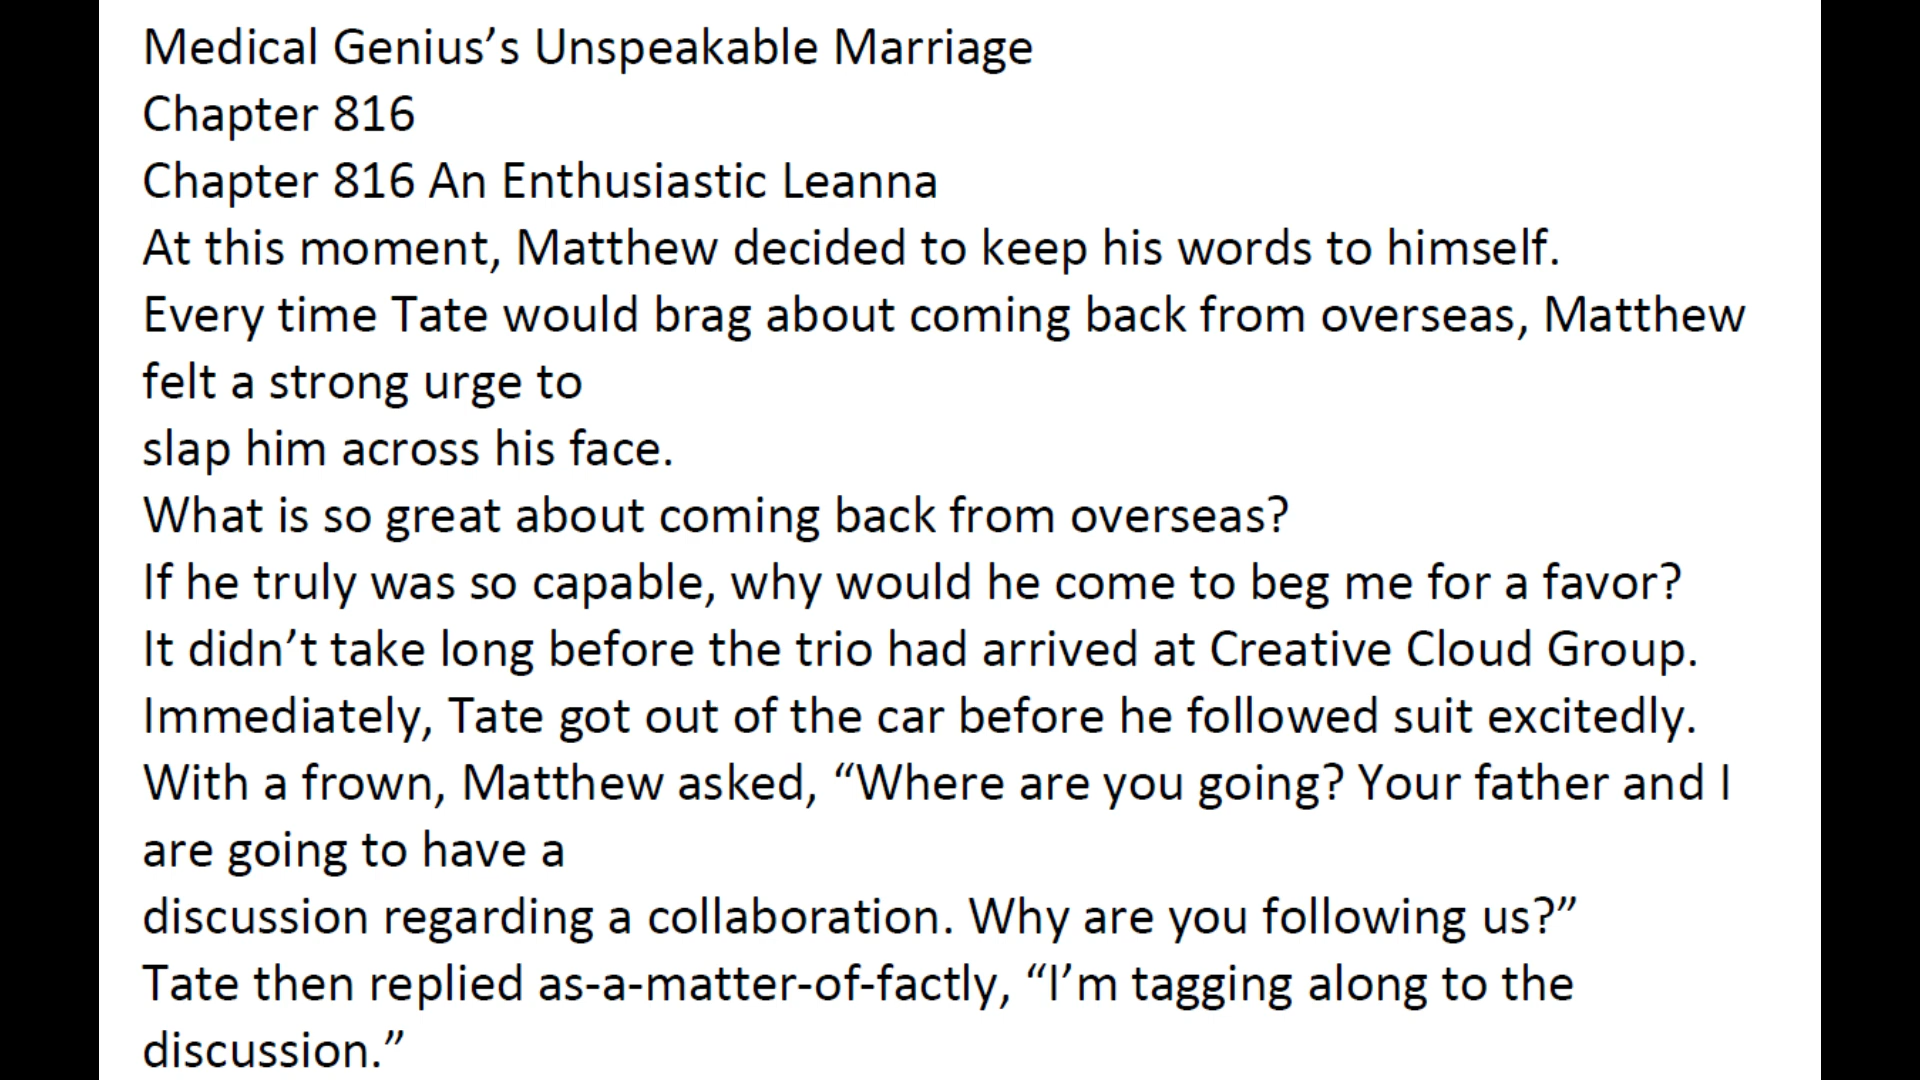 Medical Genius’s Unspeakable Marriage
Chapter 816
Chapter 816 An Enthusiastic Leanna
At this moment, Matthew decided to keep his words to himself.
Every time Tate would brag about coming back from overseas, Matthew
felt a strong urge to
slap him across his face.
What is so great about coming back from overseas?
If he truly was so capable, why would he come to beg me for a favor?
It didn’t take long before the trio had arrived at Creative Cloud Group.
Immediately, Tate got out of the car before he followed suit excitedly.
With a frown, Matthew asked, “Where are you going? Your father and I
are going to have a
discussion regarding a collaboration. Why are you following us?”
Tate then replied as-a-matter-of-factly, “I’m tagging along to the
discussion.”